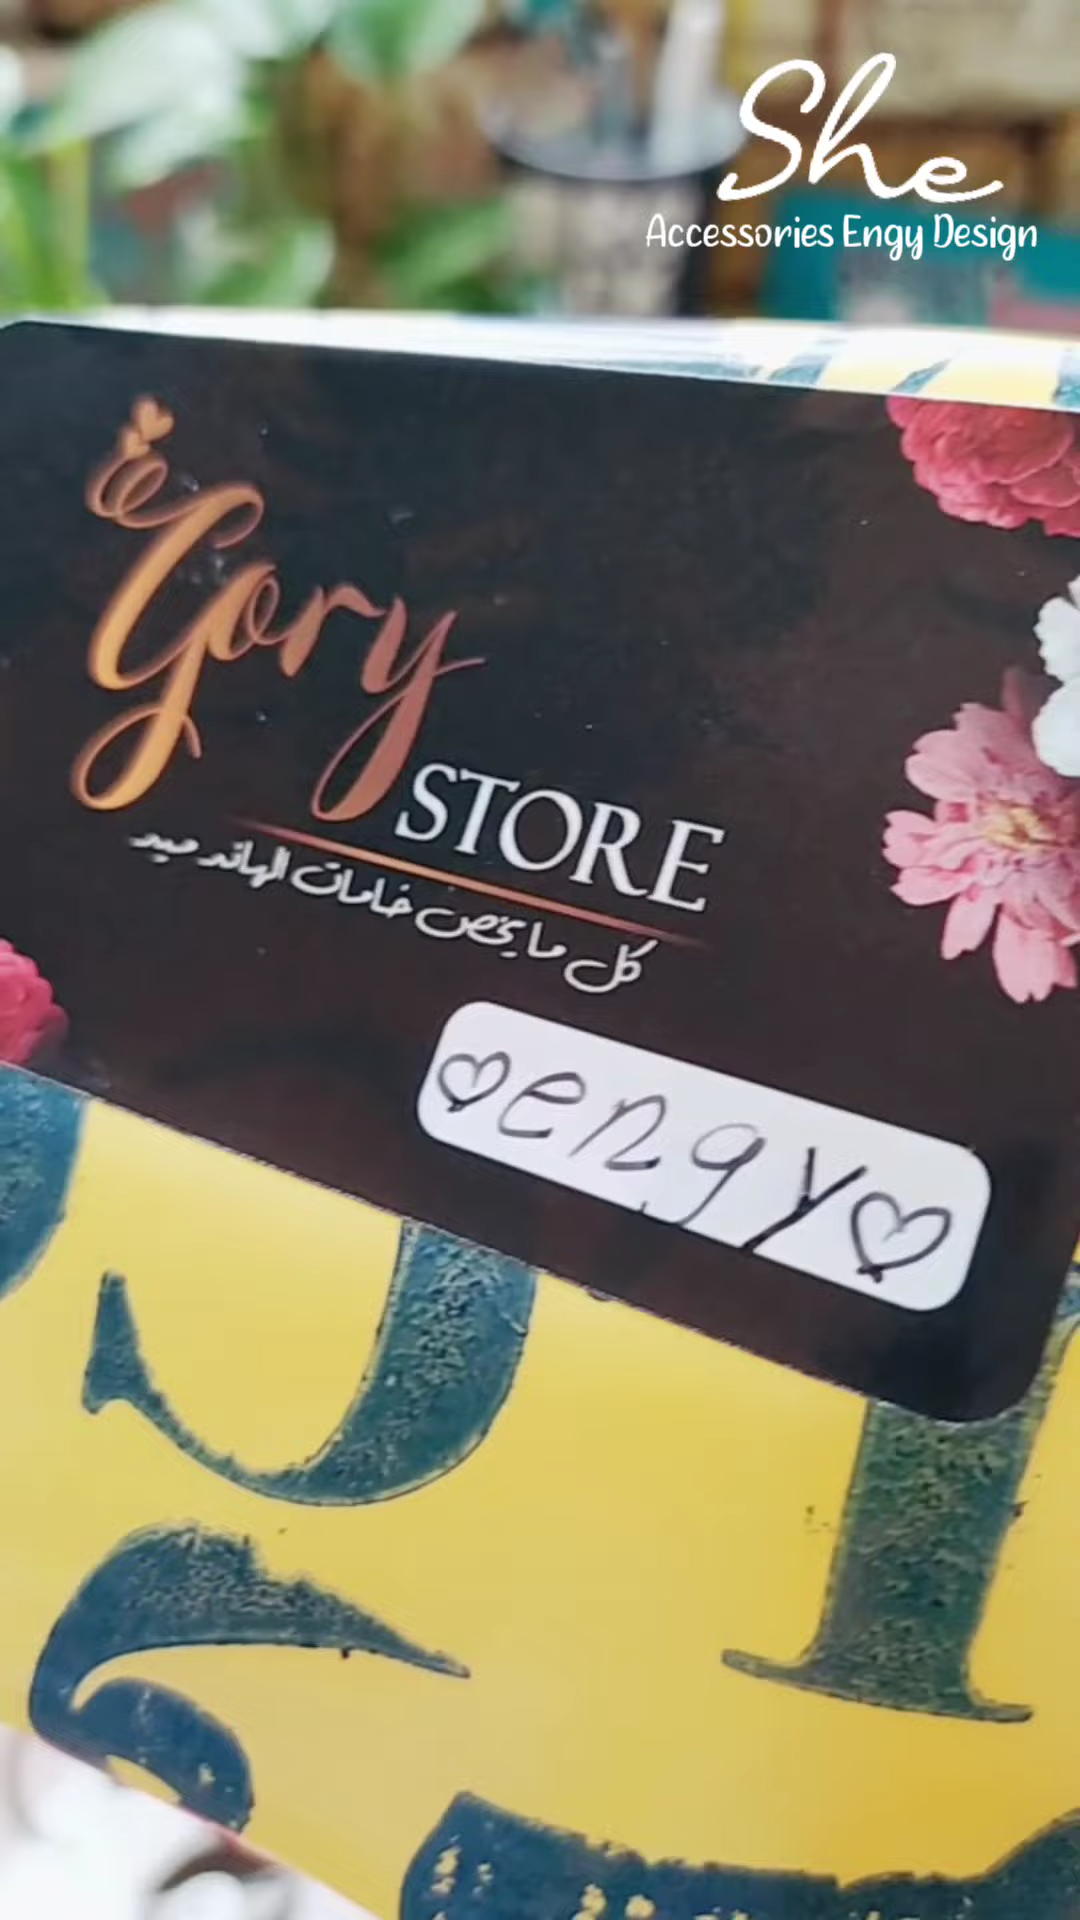 She
Accessories Engy Design
Gory
STORE
كل ما يخص خامات الهاند ميد
engy